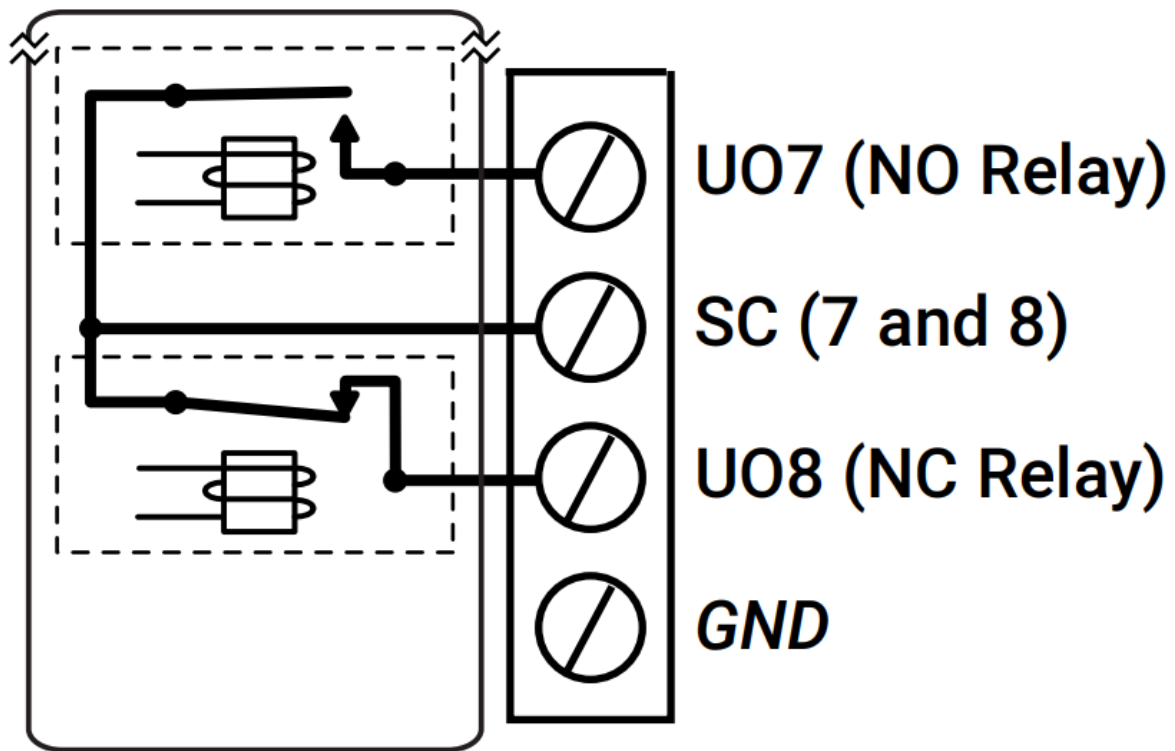 UO7 (NO Relay)
SC (7 and 8)
UO8 (NC Relay)
GND